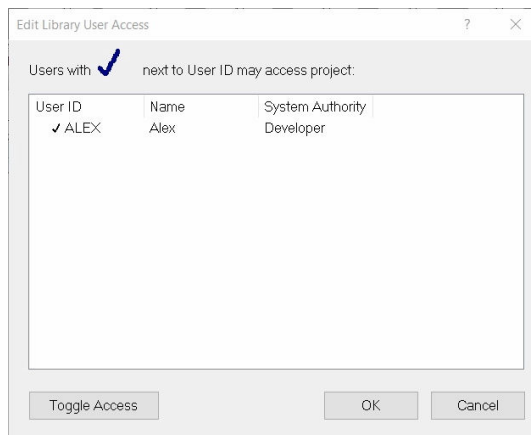 Edit Library User Access ? X
Users with ✓ next to User ID may access project:
User ID Name System Authority
✓ ALEX Alex Developer
Toggle Access OK Cancel